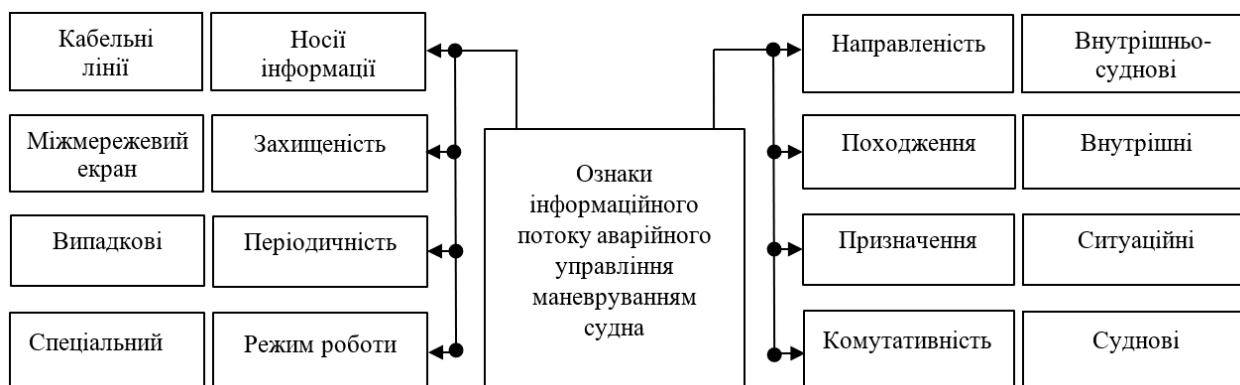 Кабельні
лінії
Носії
інформації
Направленість
Внутрішньо-
суднові
Міжмережевий
екран
Захищеність
Походження
Внутрішні
Ознаки
інформаційного
потоку аварійного
управління
маневруванням
судна
Випадкові
Періодичність
Призначення
Ситуаційні
Спеціальний
Режим роботи
Комутативність
Суднові